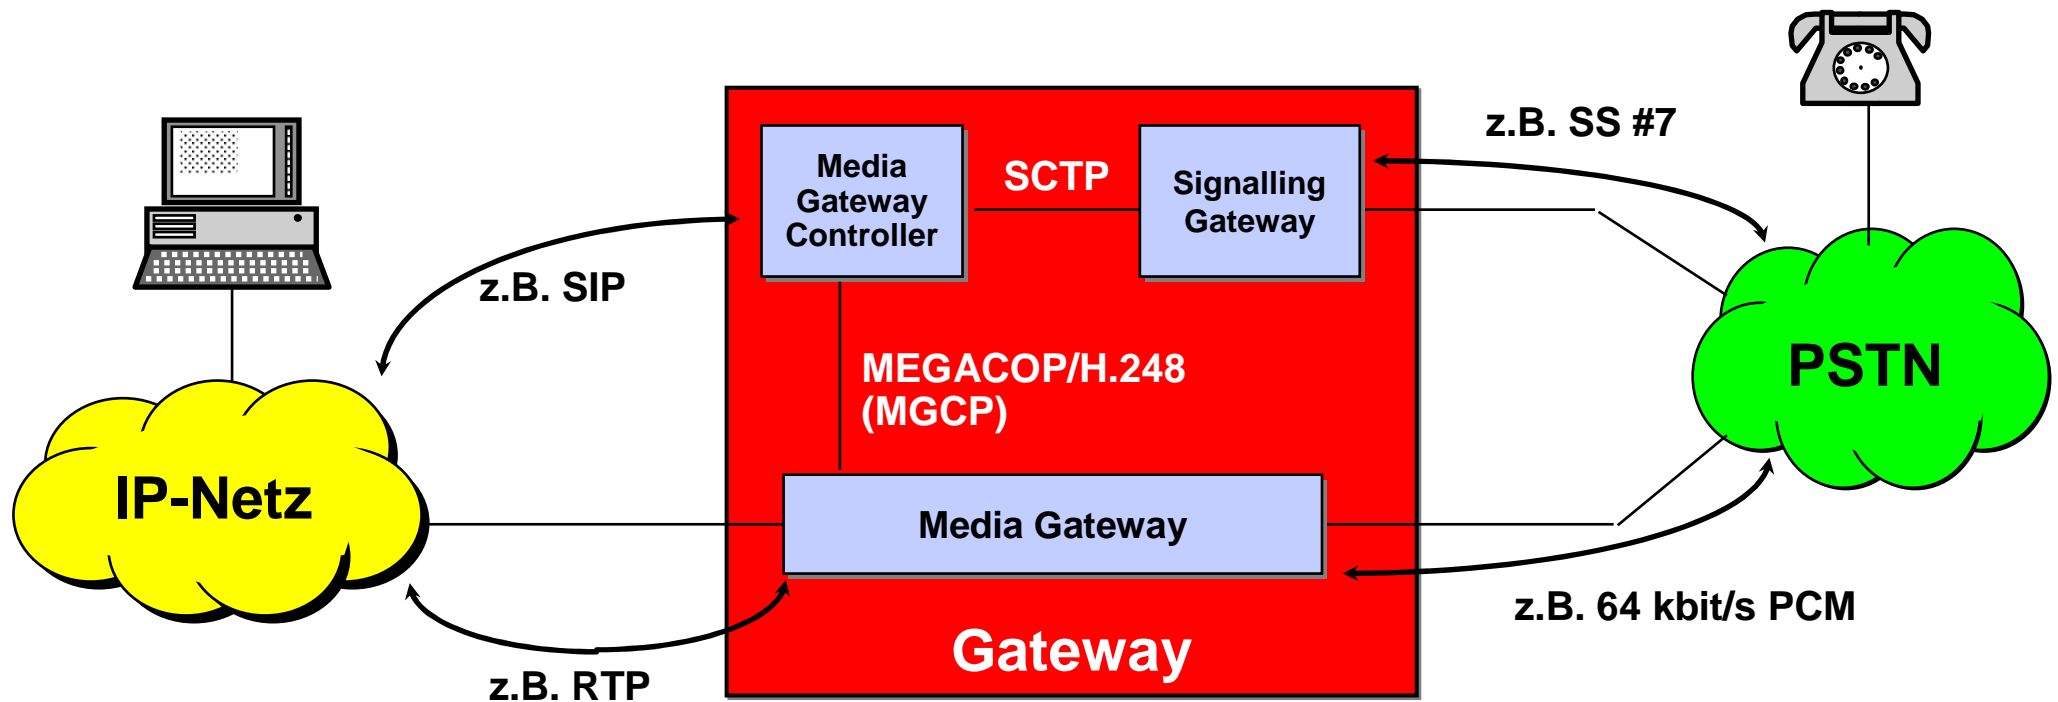 z.B. SS #7
Media
Gateway
Controller
SCTP
Signalling
Gateway
z.B. SIP
MEGACOP/H.248
(MGCP)
PSTN
IP-Netz
Media Gateway
z.B. 64 kbit/s PCM
Gateway
z.B. RTP